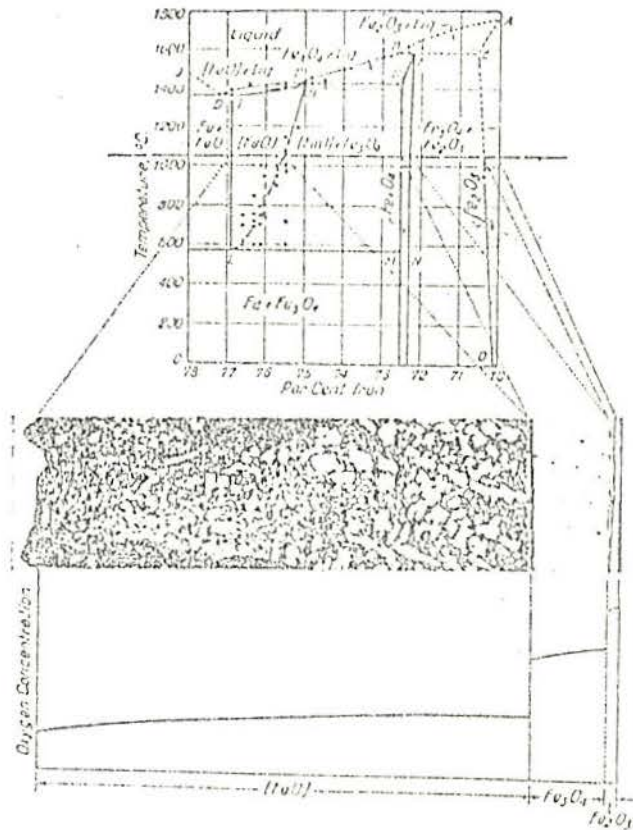 1800
1600
1400
1200
1000
800
600
400
200
0
Temperature, °C
Liquid
Fe₂O₃+Liq
Fe₃O₄+Liq
[FeO]+Liq
A
J
D
I
Fe+
FeO
[FeO]
[FeO]+Fe₃O₄
Fe₃O₄
Fe₃O₄+
Fe₂O₃
Fe₂O₃
L
M
N
O
Fe+Fe₃O₄
78 77 76 75 74 73 72 71 70
Per Cent Iron
Oxygen Concentration
[FeO]
Fe₃O₄
Fe₂O₃